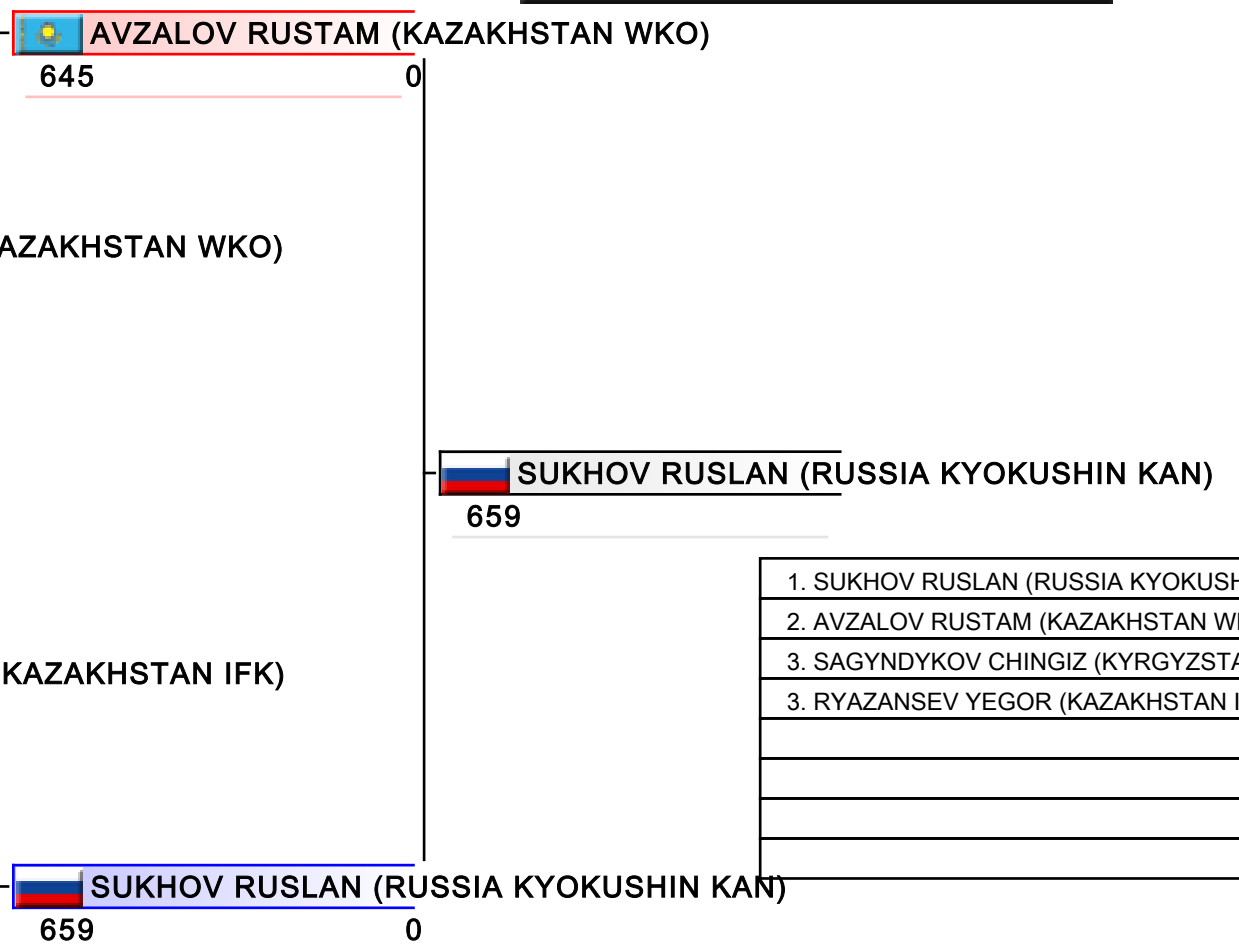 AVZALOV RUSTAM (KAZAKHSTAN WKO)
645 0
AZAKHSTAN WKO)
SUKHOV RUSLAN (RUSSIA KYOKUSHIN KAN)
659
1. SUKHOV RUSLAN (RUSSIA KYOKUSH
2. AVZALOV RUSTAM (KAZAKHSTAN W
3. SAGYNDYKOV CHINGIZ (KYRGYZSTA
3. RYAZANSEV YEGOR (KAZAKHSTAN I
KAZAKHSTAN IFK)
SUKHOV RUSLAN (RUSSIA KYOKUSHIN KAN)
659 0